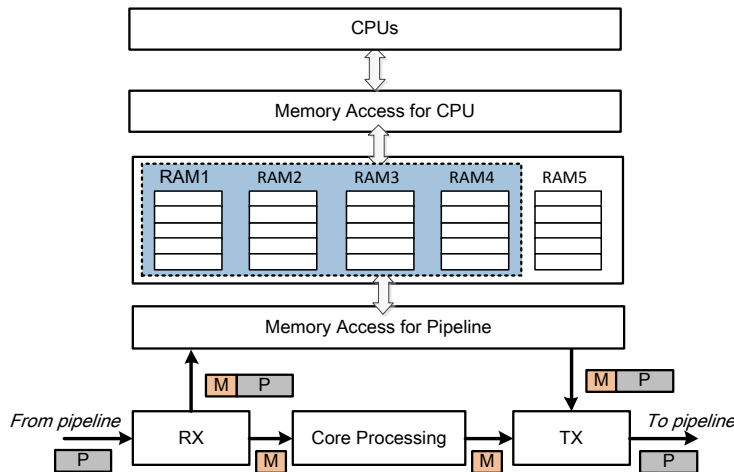 CPUs
Memory Access for CPU
RAM1 RAM2 RAM3 RAM4 RAM5
Memory Access for Pipeline
M P
M P
From pipeline
To pipeline
RX
Core Processing
TX
P
M
M
P